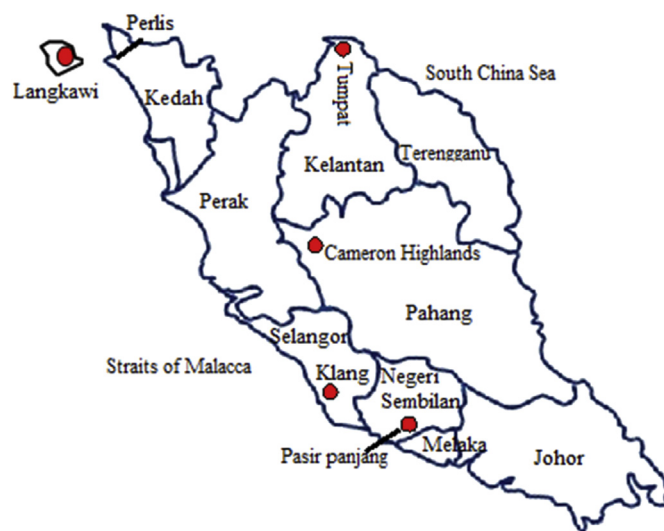 Perlis
Langkawi
Kedah
Tumpat
South China Sea
Kelantan
Terengganu
Perak
Cameron Highlands
Pahang
Selangor
Straits of Malacca
Klang
Negeri
Sembilan
Pasir panjang
Melaka
Johor